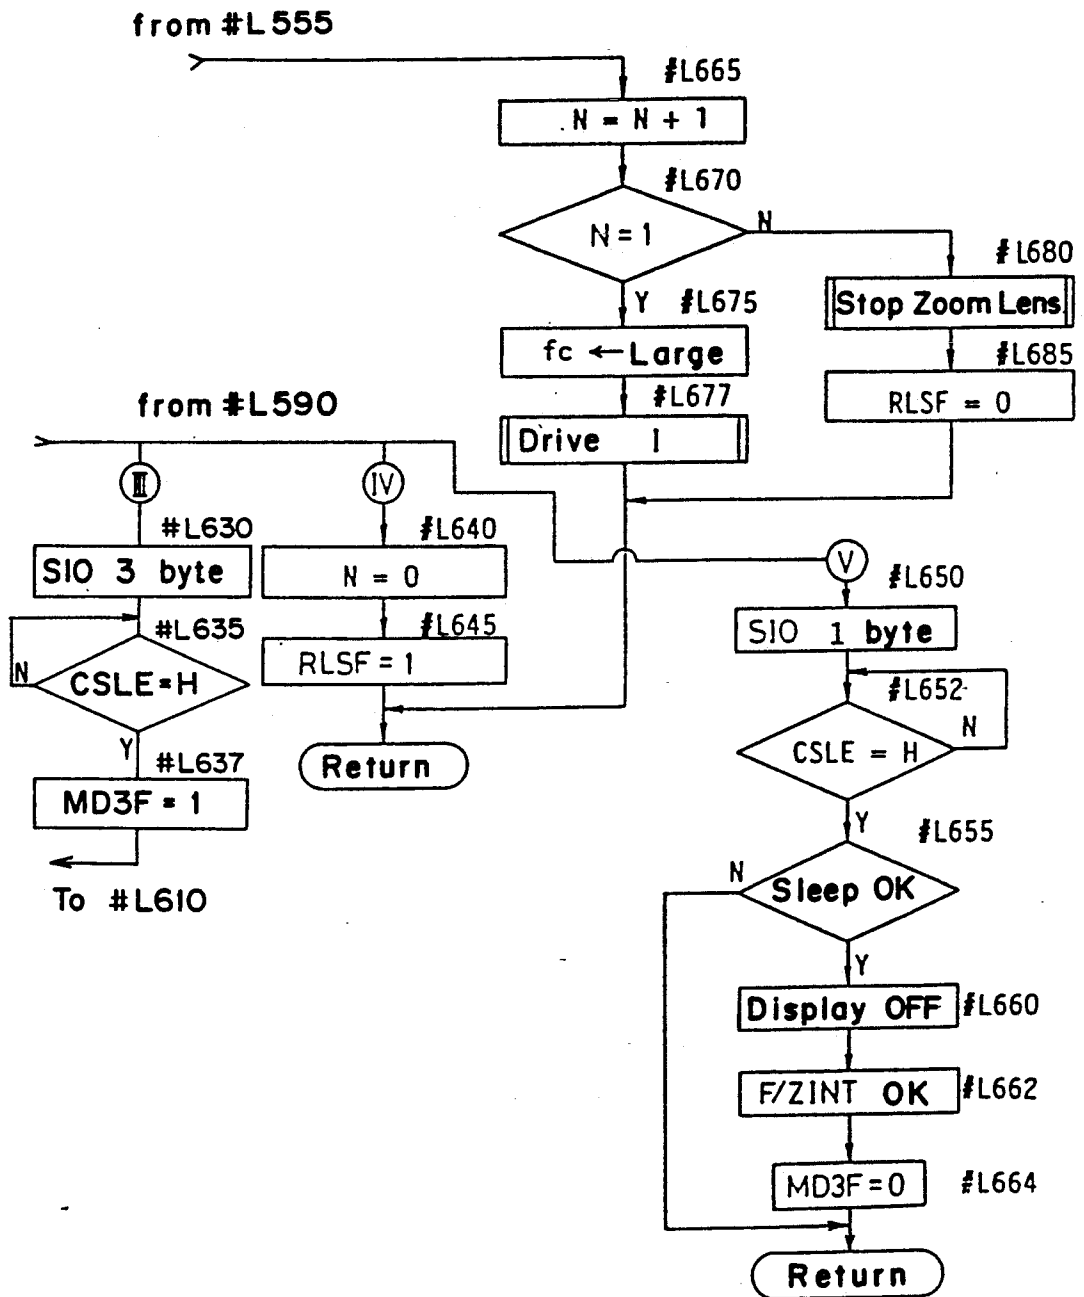 from #L555
#L665
N = N + 1
#L670
N = 1
N
Y
#L675
fc ← Large
#L677
Drive I
#L680
Stop Zoom Lens
#L685
RLSF = 0
from #L590
III
#L630
SIO 3 byte
#L635
CSLE=H
N
Y
#L637
MD3F = 1
To #L610
IV
#L640
N = 0
#L645
RLSF = 1
Return
V
#L650
SIO 1 byte
#L652
CSLE = H
N
Y
#L655
Sleep OK
N
Y
Display OFF #L660
F/ZINT OK #L662
MD3F=0 #L664
Return